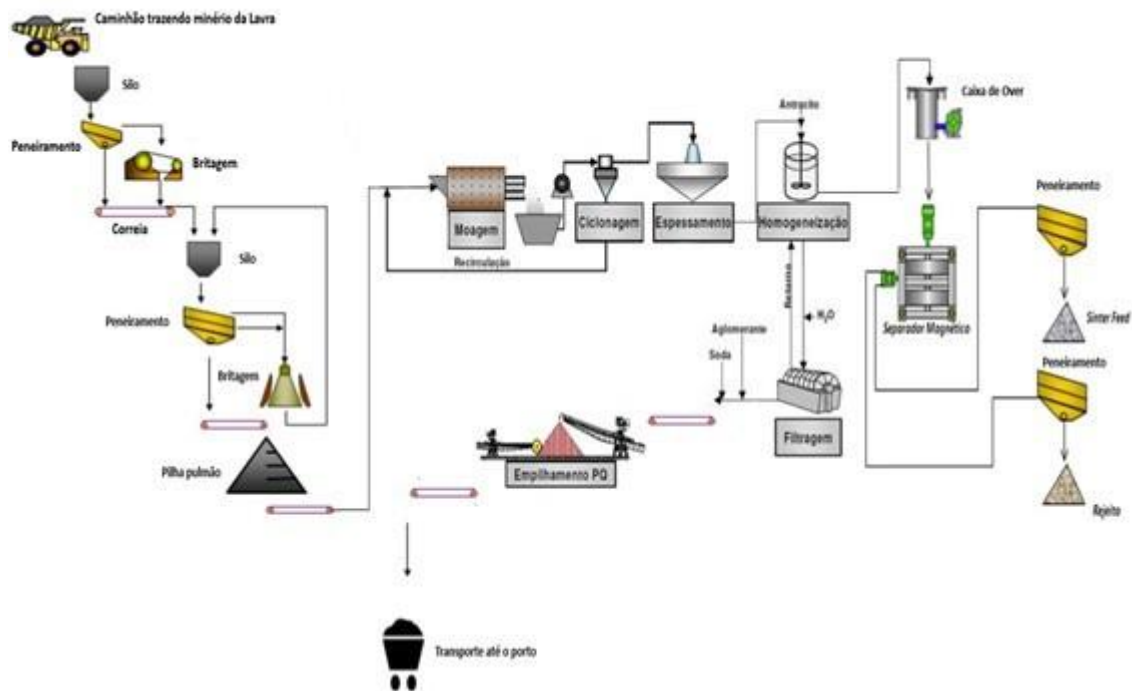 Caminhão trazendo minério da Lavra
Silo
Peneiramento
Britagem
Correia
Silo
Peneiramento
Britagem
Pilha pulmão
Moagem
Ciclonagem
Recirculação
Espessamento
Antracito
Homogeneização
Retorno
H₂O
Aglomerante
Soda
Filtragem
Empilhamento PQ
Transporte até o porto
Caixa de Over
Separador Magnético
Peneiramento
Sinter Feed
Peneiramento
Rejeito